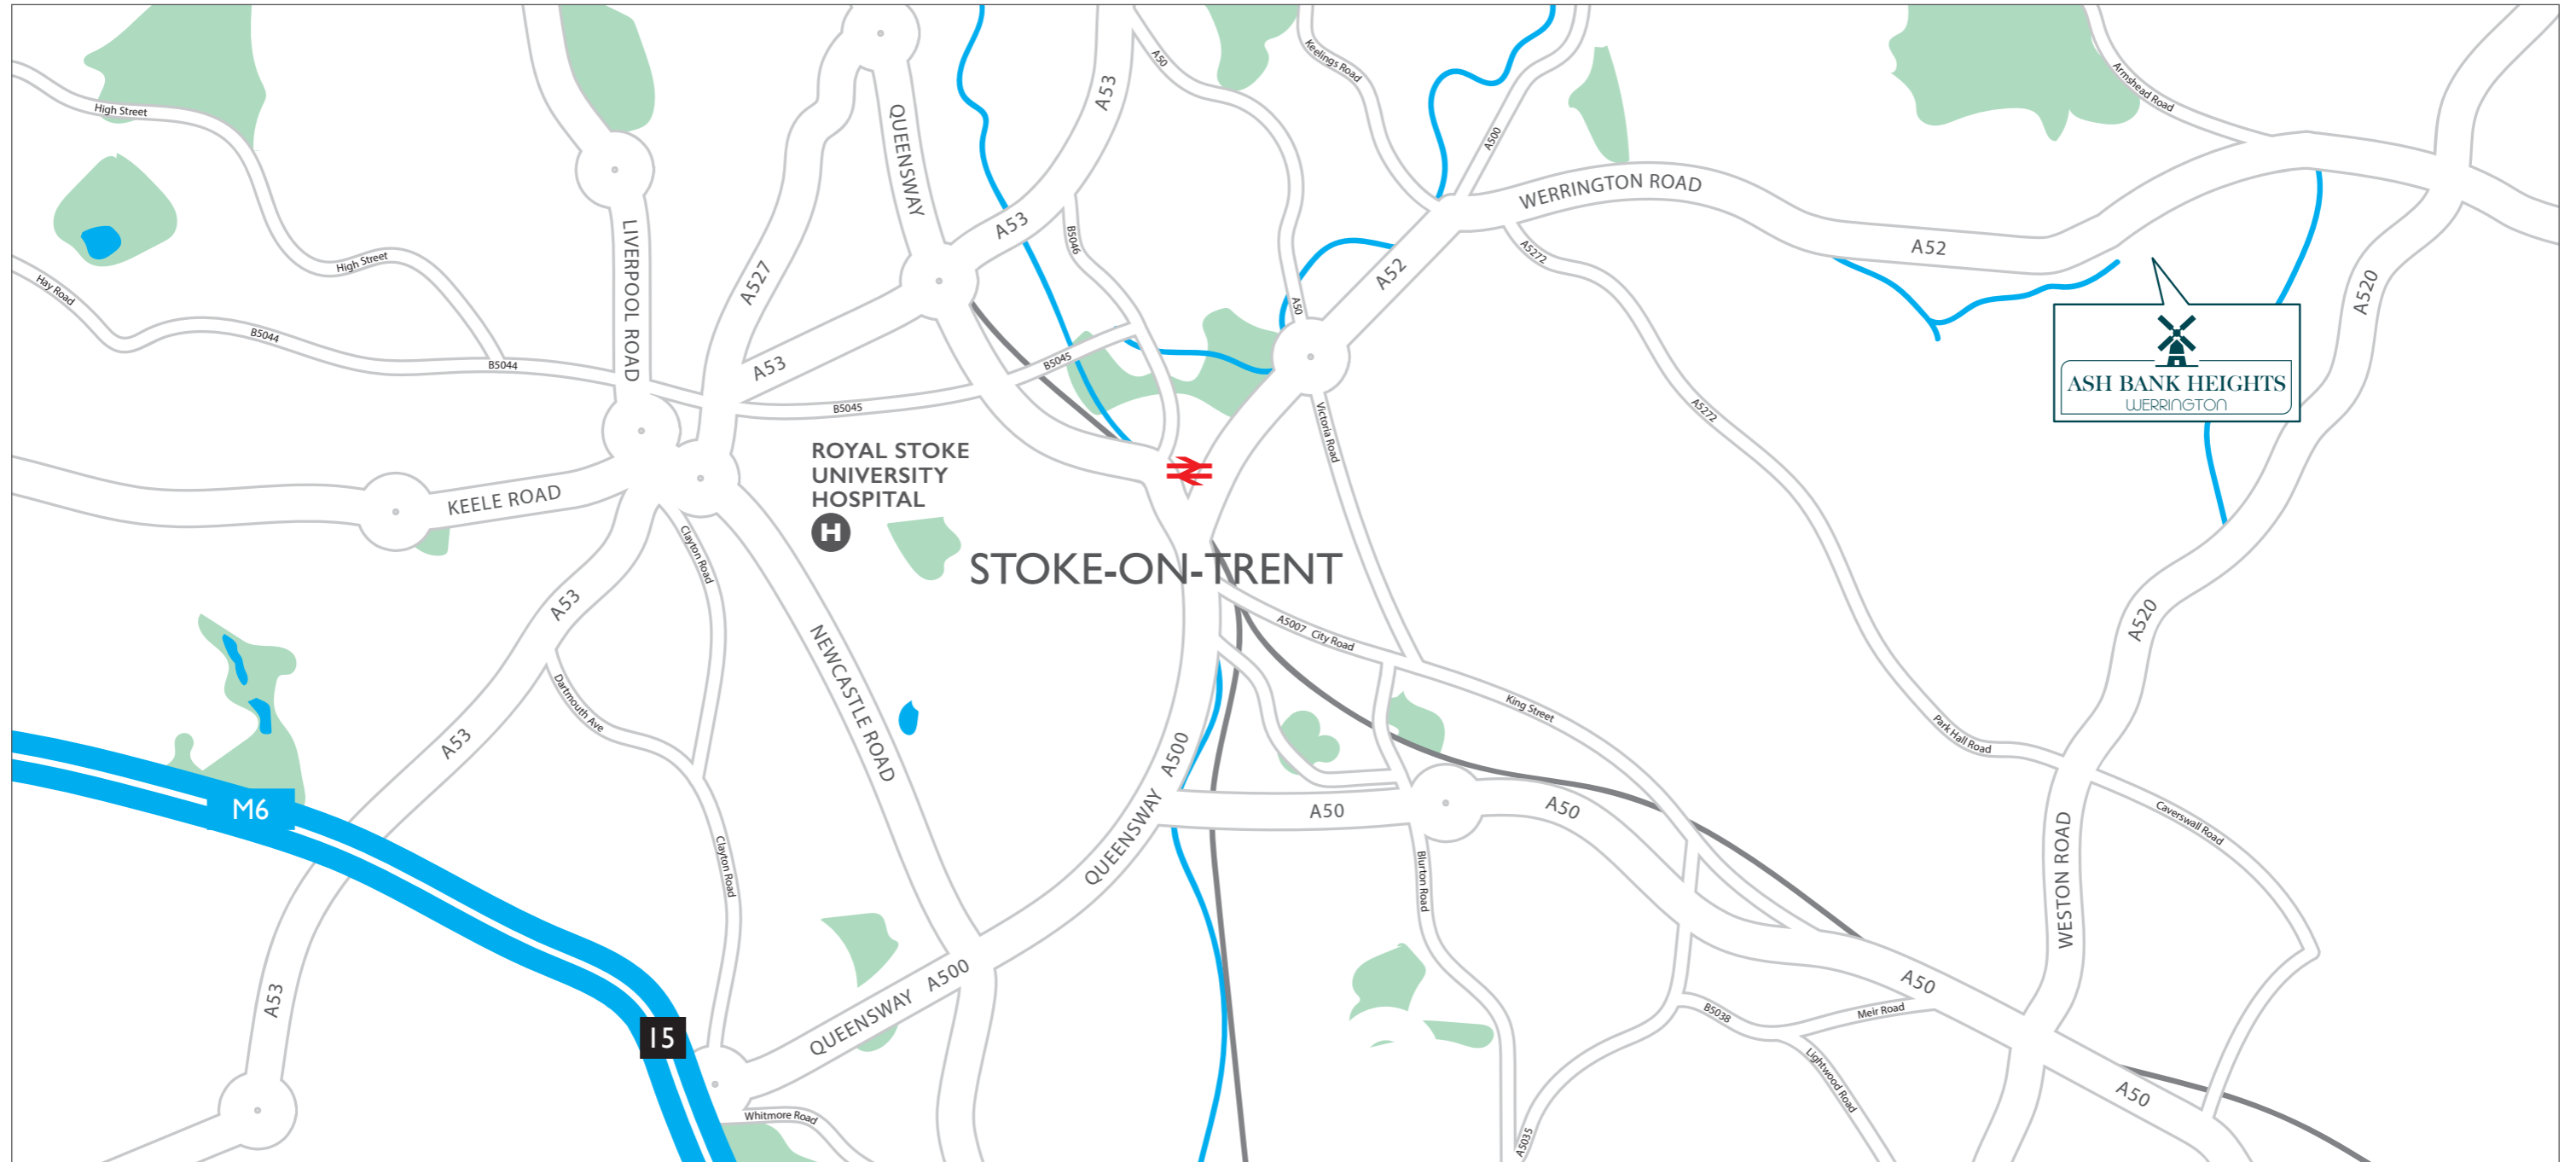 High Street
Hay Road
High Street
B5044
B5044
LIVERPOOL ROAD
A527
QUEENSWAY
A53
A53
A53
A50
B5046
B5045
B5045
Keelings Road
A500
A50
A52
WERRINGTON ROAD
A5272
A52
Armshead Road
A520
ASH BANK HEIGHTS
WERRINGTON
Victoria Road
A5272
KEELE ROAD
ROYAL STOKE
UNIVERSITY
HOSPITAL
H
STOKE-ON-TRENT
Clayton Road
A53
Dartmouth Ave
A53
NEWCASTLE ROAD
A5007 City Road
King Street
A520
Park Hall Road
Caverswall Road
M6
A500
QUEENSWAY
A50
A50
Blurton Road
Clayton Road
WESTON ROAD
A53
15
QUEENSWAY A500
A50
B5038
Meir Road
Lightwood Road
A50
Whitmore Road
A5035